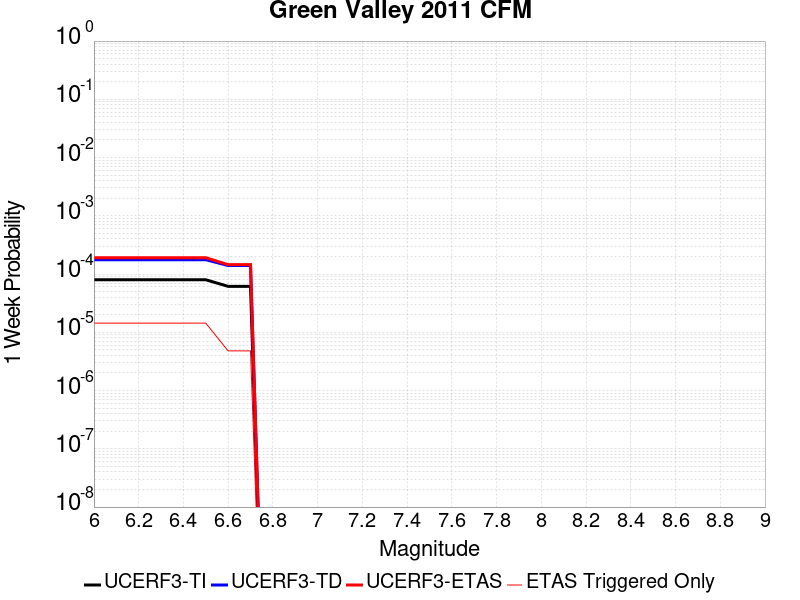 Green Valley 2011 CFM
10^0
10^-1
10^-2
10^-3
10^-4
10^-5
10^-6
10^-7
10^-8
1 Week Probability
6 6.2 6.4 6.6 6.8 7 7.2 7.4 7.6 7.8 8 8.2 8.4 8.6 8.8 9
Magnitude
UCERF3-TI UCERF3-TD UCERF3-ETAS ETAS Triggered Only